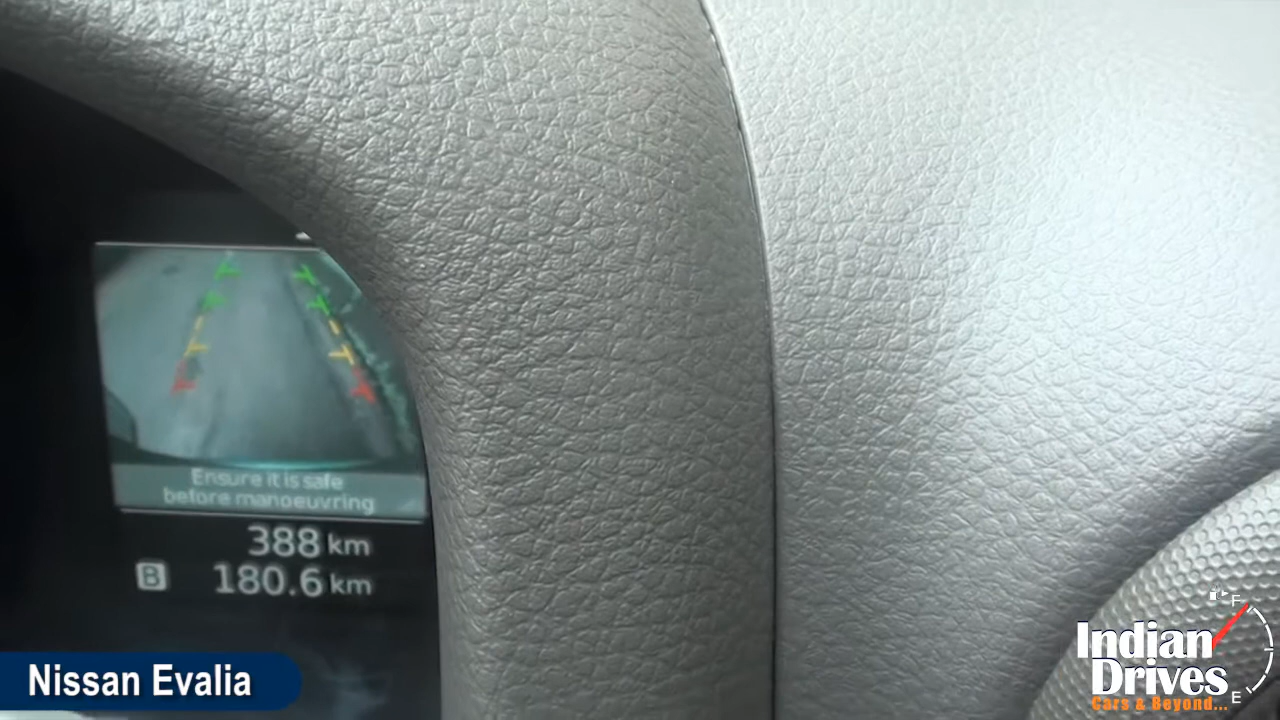 Ensure it is safe
before manoeuvring
388 km
B 180.6 km
Nissan Evalia
F
Indian
Drives
E
Cars & Beyond...